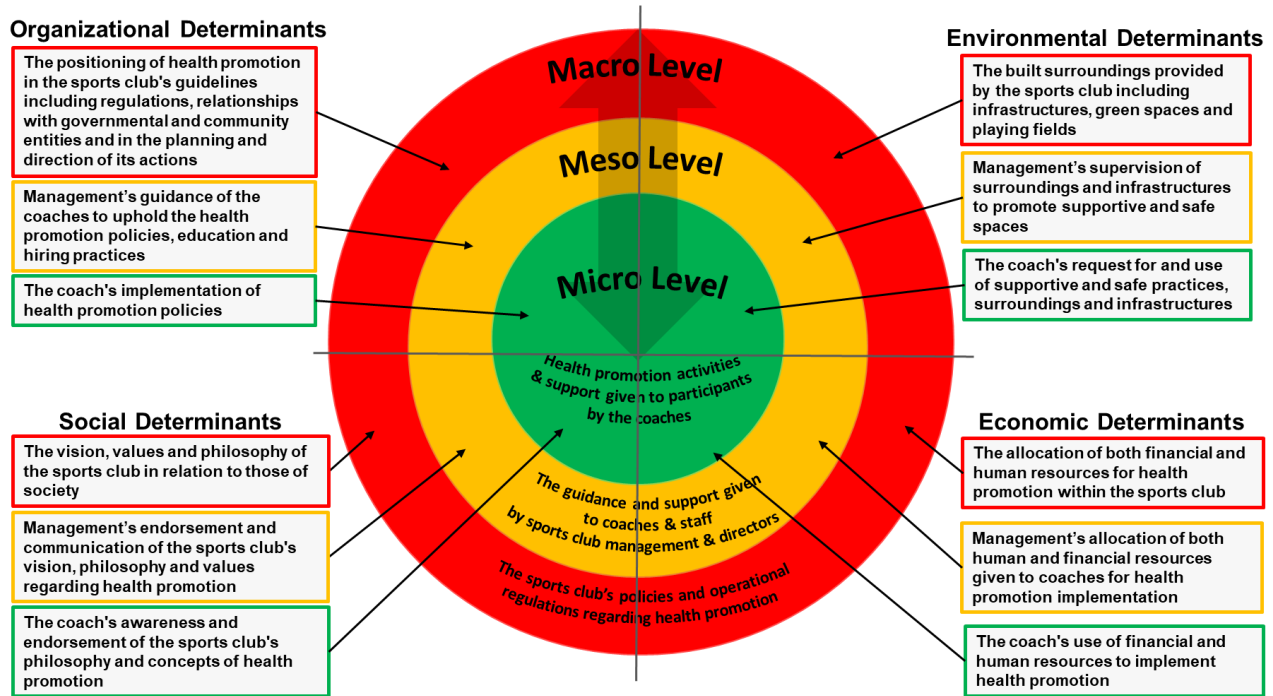 Organizational Determinants
The positioning of health promotion
in the sports club's guidelines
including regulations, relationships
with governmental and community
entities and in the planning and
direction of its actions
Management's guidance of the
coaches to uphold the health
promotion policies, education and
hiring practices
The coach's implementation of
health promotion policies
Macro Level
Meso Level
Micro Level
Health promotion activities
& support given to participants
by the coaches
The guidance and support given
to coaches & staff
by sports club management & directors
The sports club's policies and operational
regulations regarding health promotion
Environmental Determinants
The built surroundings provided
by the sports club including
infrastructures, green spaces and
playing fields
Management's supervision of
surroundings and infrastructures
to promote supportive and safe
spaces
The coach's request for and use
of supportive and safe practices,
surroundings and infrastructures
Social Determinants
The vision, values and philosophy of
the sports club in relation to those of
society
Management's endorsement and
communication of the sports club's
vision, philosophy and values
regarding health promotion
The coach's awareness and
endorsement of the sports club's
philosophy and concepts of health
promotion
Economic Determinants
The allocation of both financial and
human resources for health
promotion within the sports club
Management's allocation of both
human and financial resources
given to coaches for health
promotion implementation
The coach's use of financial and
human resources to implement
health promotion